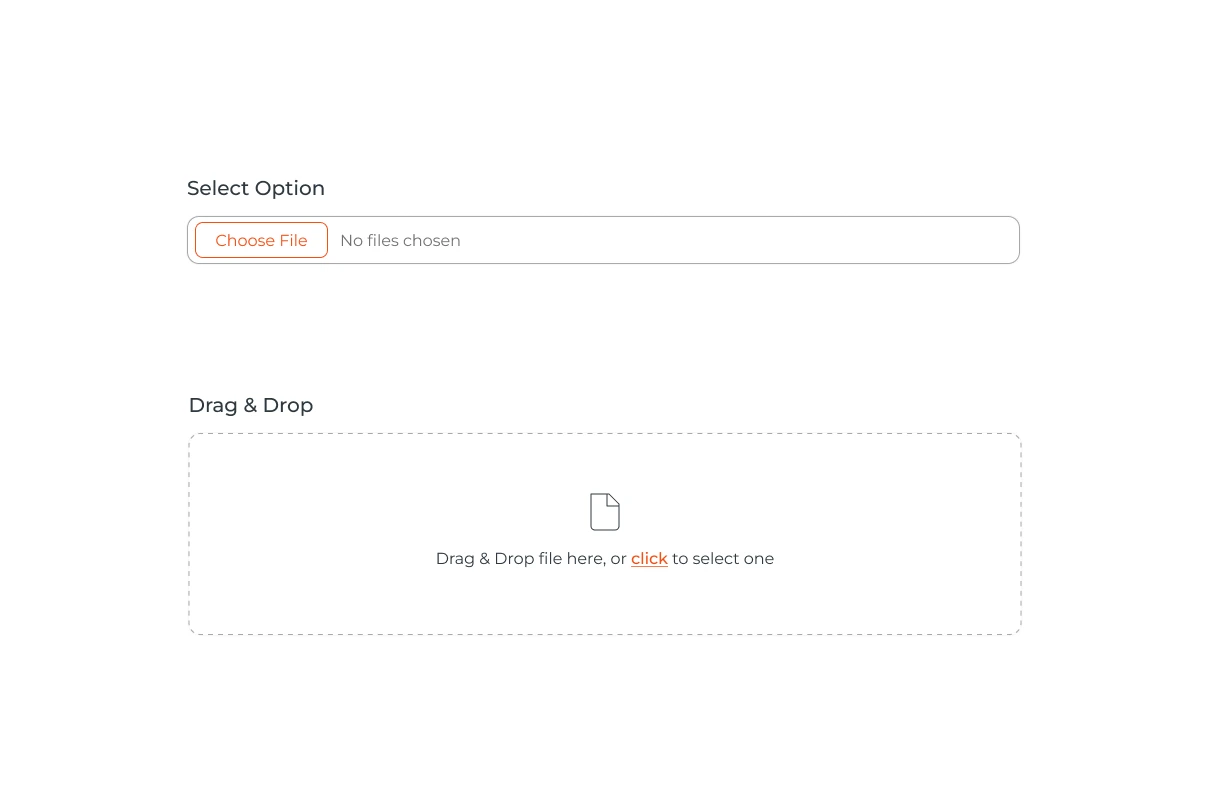 Select Option
Choose File No files chosen
Drag & Drop
Drag & Drop file here, or click to select one